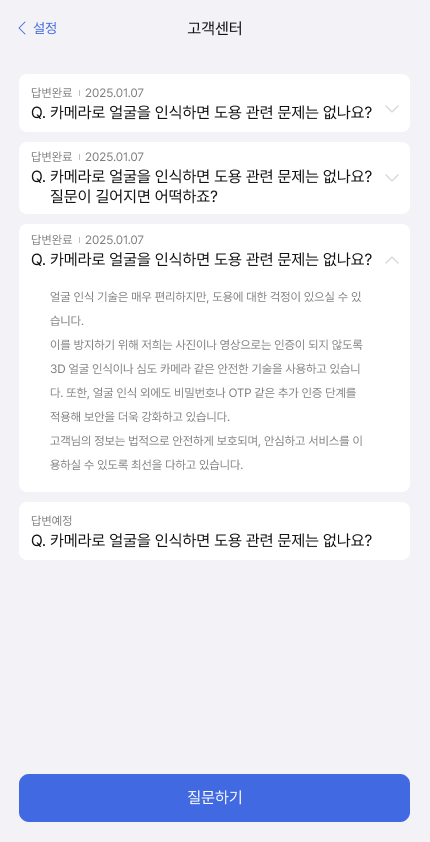 설정
고객센터
답변완료 | 2025.01.07
Q. 카메라로 얼굴을 인식하면 도용 관련 문제는 없나요?
답변완료 | 2025.01.07
Q. 카메라로 얼굴을 인식하면 도용 관련 문제는 없나요?
질문이 길어지면 어떡하죠?
답변완료 | 2025.01.07
Q. 카메라로 얼굴을 인식하면 도용 관련 문제는 없나요?
얼굴 인식 기술은 매우 편리하지만, 도용에 대한 걱정이 있으실 수 있
습니다.
이를 방지하기 위해 저희는 사진이나 영상으로는 인증이 되지 않도록
3D 얼굴 인식이나 심도 카메라 같은 안전한 기술을 사용하고 있습니
다. 또한, 얼굴 인식 외에도 비밀번호나 OTP 같은 추가 인증 단계를
적용해 보안을 더욱 강화하고 있습니다.
고객님의 정보는 법적으로 안전하게 보호되며, 안심하고 서비스를 이
용하실 수 있도록 최선을 다하고 있습니다.
답변예정
Q. 카메라로 얼굴을 인식하면 도용 관련 문제는 없나요?
질문하기